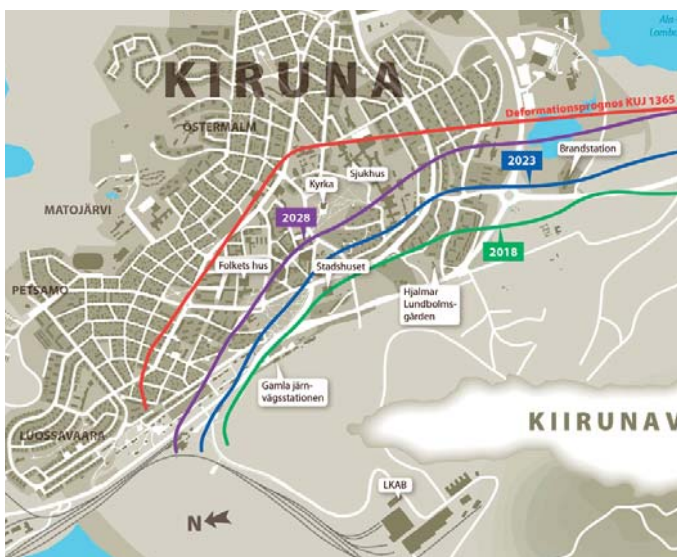 KIRUNA
Deformationsprognos KUJ 1365
ÖSTERMALM
2023
Brandstation
Sjukhus
Kyrka
MATOJÄRVI
2028
2018
Folkets hus
Stadshuset
PETSAMO
Hjalmar
Lundbolms-
gården
Gamla järn-
vägsstationen
KIIRUNAV
LUOSSAVAARA
LKAB
N